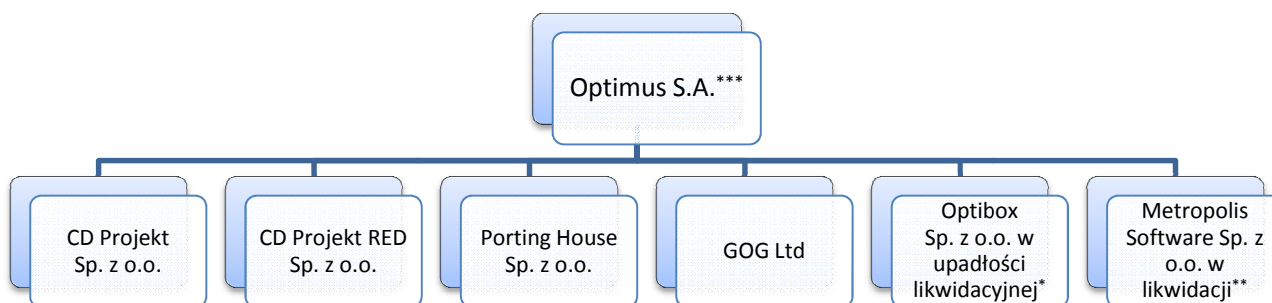 Optimus S.A.***
CD Projekt
Sp. z o.o.
CD Projekt RED
Sp. z o.o.
Porting House
Sp. z o.o.
GOG Ltd
Optibox
Sp. z o.o. w
upadłości
likwidacyjnej*
Metropolis
Software Sp. z
o.o. w
likwidacji**